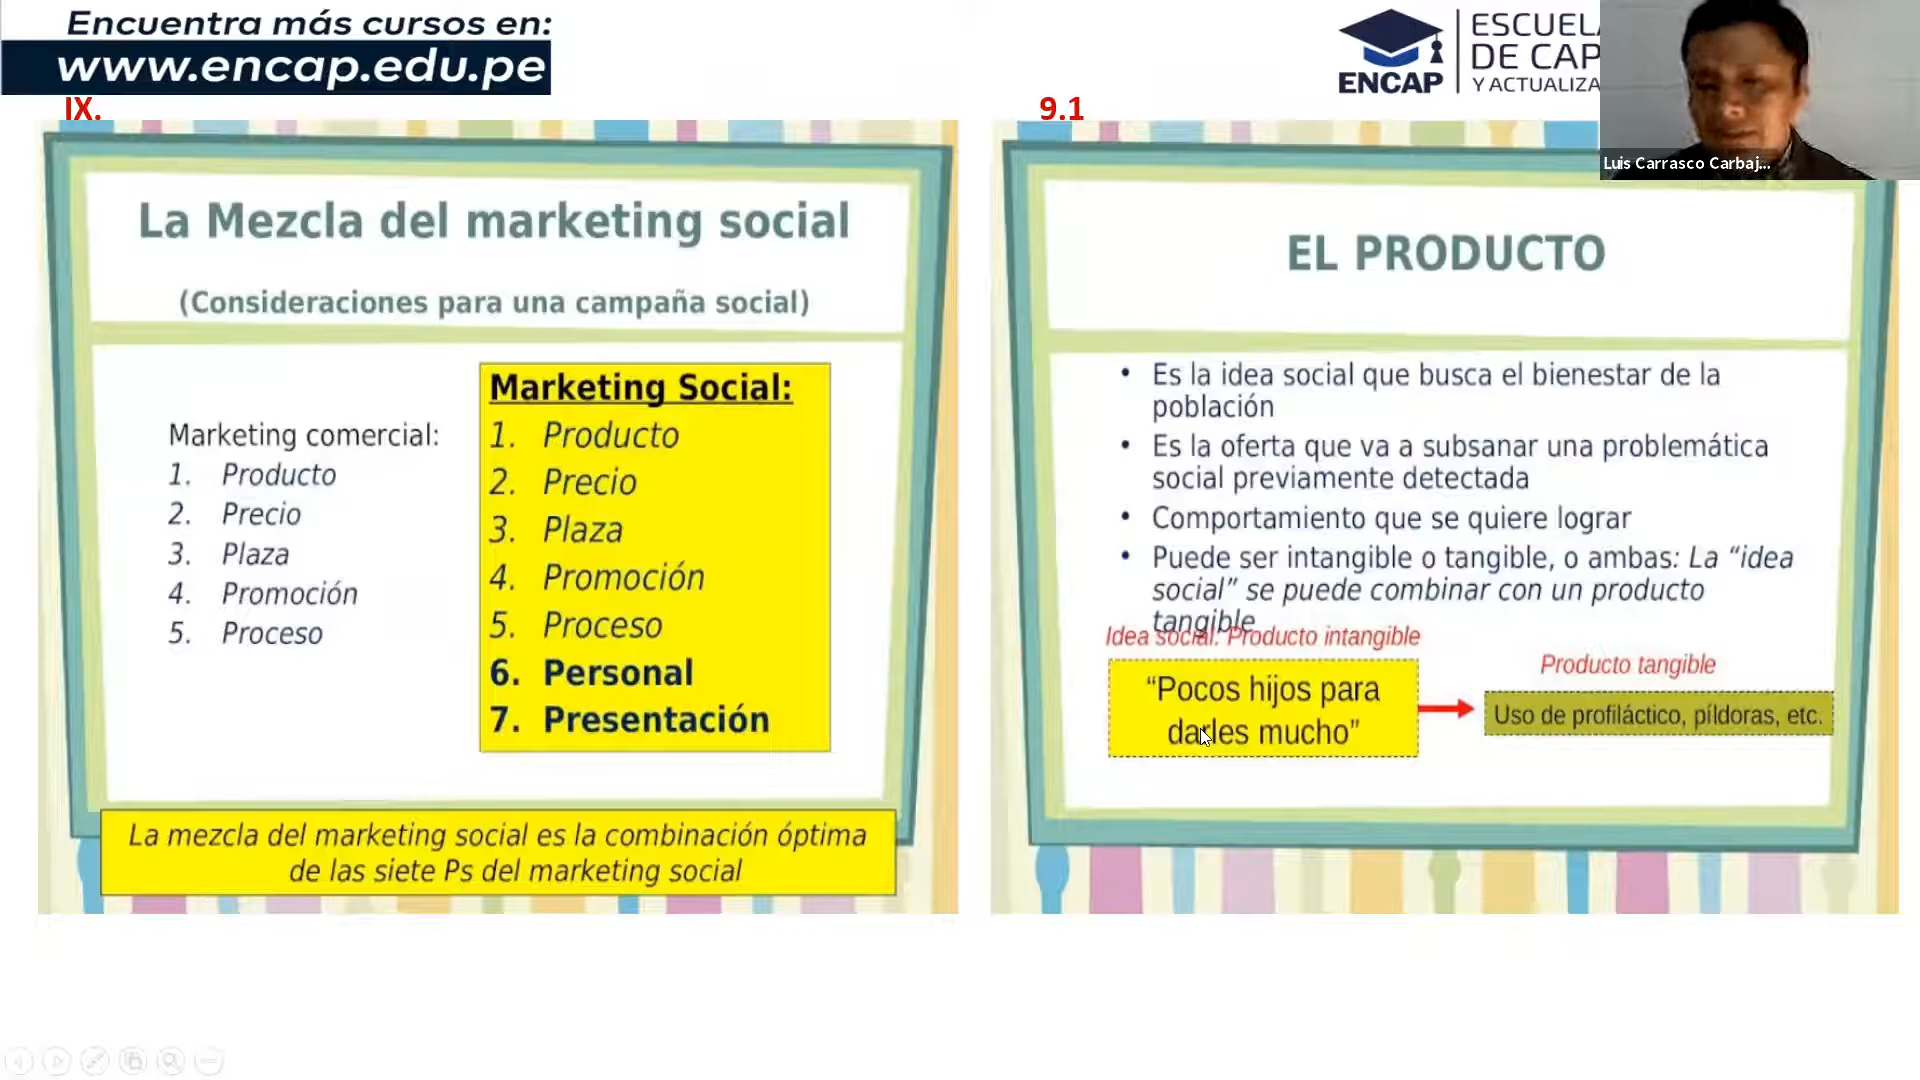 Encuentra más cursos en:
www.encap.edu.pe
ENCAP
ESCUEL
DE CAP
Y ACTUALIZA
Luis Carrasco Carbaj...
IX.
La Mezcla del marketing social
(Consideraciones para una campaña social)
Marketing comercial:
1. Producto
2. Precio
3. Plaza
4. Promoción
5. Proceso
Marketing Social:
1. Producto
2. Precio
3. Plaza
4. Promoción
5. Proceso
6. Personal
7. Presentación
La mezcla del marketing social es la combinación óptima
de las siete Ps del marketing social
9.1
EL PRODUCTO
• Es la idea social que busca el bienestar de la
población
• Es la oferta que va a subsanar una problemática
social previamente detectada
• Comportamiento que se quiere lograr
• Puede ser intangible o tangible, o ambas: La “idea
social” se puede combinar con un producto
tangible
Idea social: Producto intangible
“Pocos hijos para
darles mucho”
Producto tangible
Uso de profiláctico, píldoras, etc.